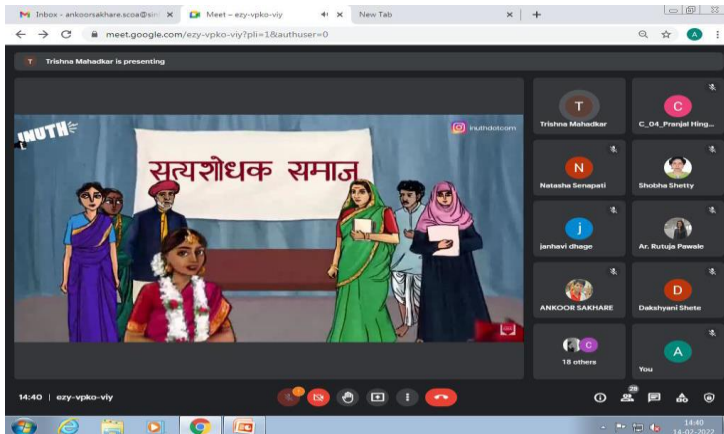 Inbox - ankoorsakhare.scoa@sin
Meet – ezy-vpko-viy
New Tab
meet.google.com/ezy-vpko-viy?pli=1&authuser=0
A
T Trishna Mahadkar is presenting
INUTH
inuthdotcom
सत्यशोधक समाज
T
Trishna Mahadkar
C
C_04_Pranjal Hing...
N
Natasha Senapati
Shobha Shetty
j
janhavi dhage
Ar. Rutuja Pawale
ANKOOR SAKHARE
D
Dakshyani Shete
C
18 others
A
You
14:40 | ezy-vpko-viy
28
14:40
14-02-2022